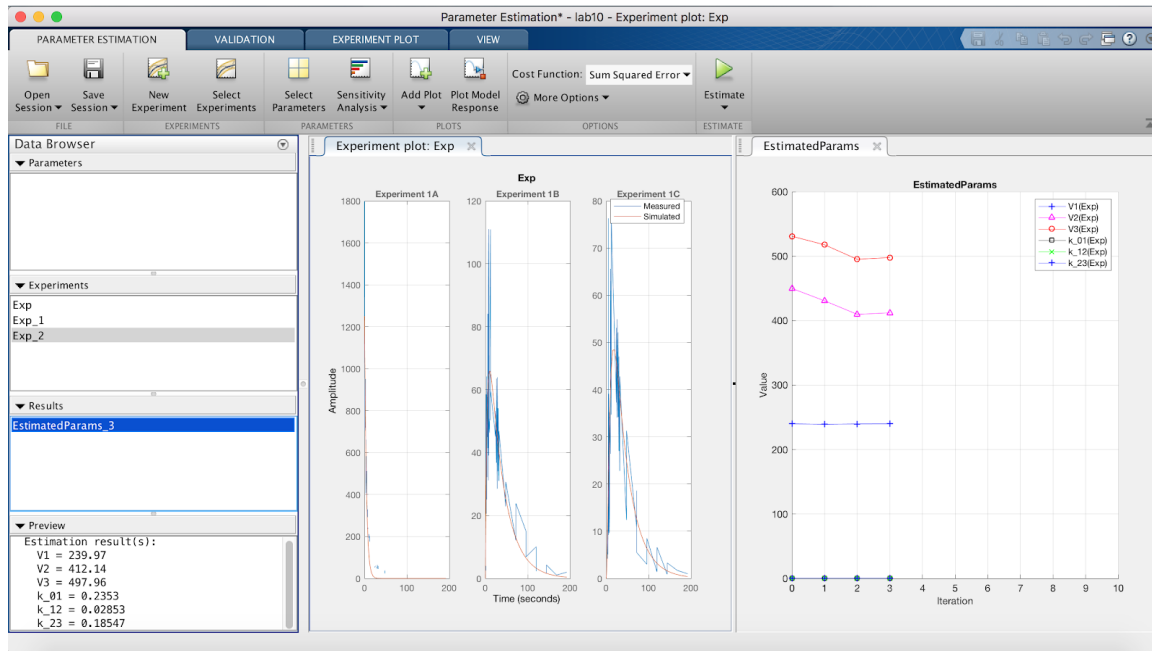 Parameter Estimation* - lab10 - Experiment plot: Exp
PARAMETER ESTIMATION
VALIDATION
EXPERIMENT PLOT
VIEW
Open Session
Save Session
New Experiment
Select Experiments
Select Parameters
Sensitivity Analysis
Add Plot
Plot Model Response
Cost Function: Sum Squared Error
More Options
Estimate
FILE
EXPERIMENTS
PARAMETERS
PLOTS
OPTIONS
ESTIMATE
Data Browser
Parameters
Experiments
Exp
Exp_1
Exp_2
Results
EstimatedParams_3
Preview
Estimation result(s):
V1 = 239.97
V2 = 412.14
V3 = 497.96
k_01 = 0.2353
k_12 = 0.02853
k_23 = 0.18547
Experiment plot: Exp
Exp
Experiment 1A
Experiment 1B
Experiment 1C
Measured
Simulated
Amplitude
1800
1600
1400
1200
1000
800
600
400
200
0
0 100 200
120
100
80
60
40
20
0
0 100 200
80
70
60
50
40
30
20
10
0
0 100 200
Time (seconds)
EstimatedParams
EstimatedParams
V1(Exp)
V2(Exp)
V3(Exp)
k_01(Exp)
k_12(Exp)
k_23(Exp)
Value
600
500
400
300
200
100
0
0 1 2 3 4 5 6 7 8 9 10
Iteration